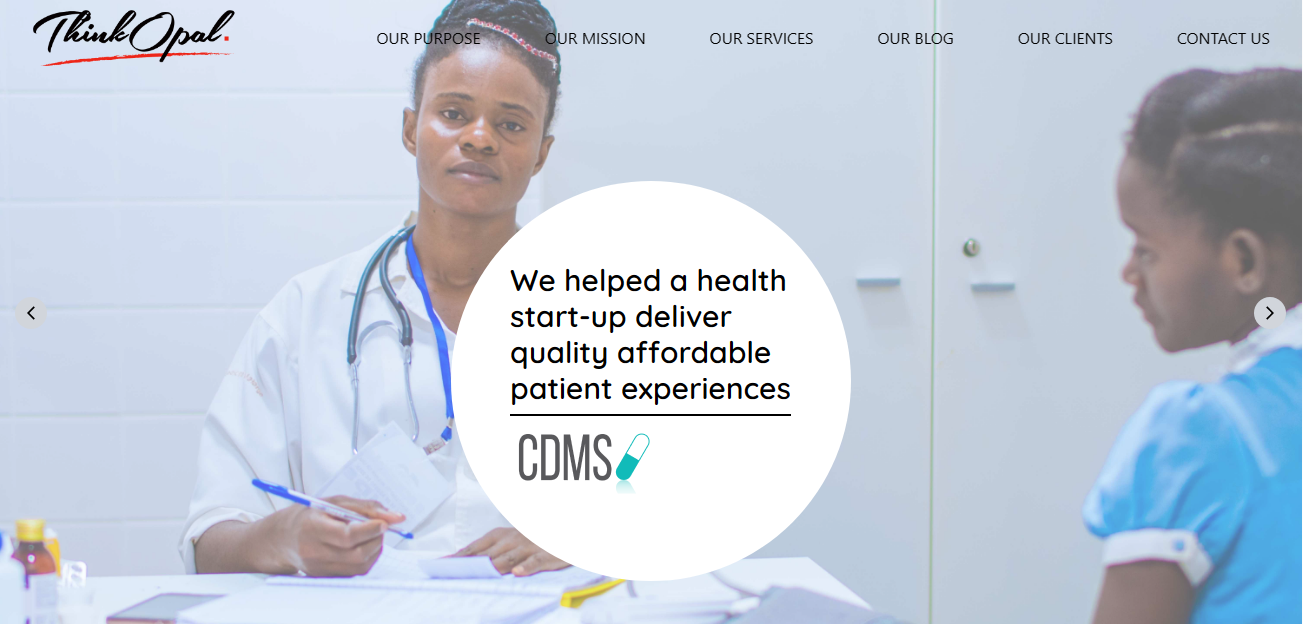 ThinkOpal.
OUR PURPOSE
OUR MISSION
OUR SERVICES
OUR BLOG
OUR CLIENTS
CONTACT US
We helped a health
start-up deliver
quality affordable
patient experiences
CDMS